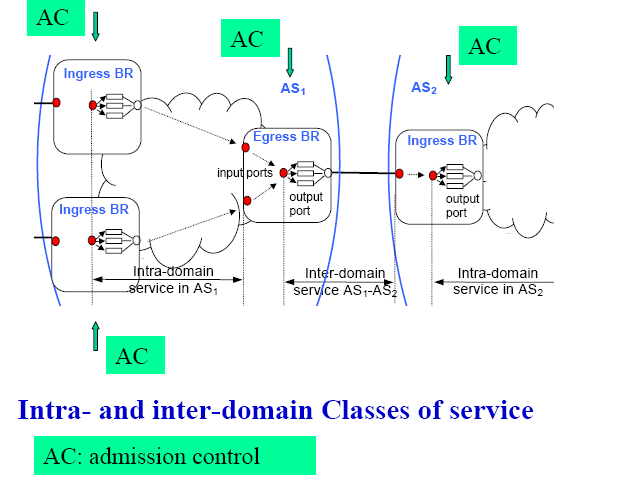 AC
AC
AC
Ingress BR
AS1
AS2
Egress BR
Ingress BR
input ports
output
port
output
port
Ingress BR
Intra-domain
service in AS1
Inter-domain
service AS1-AS2
Intra-domain
service in AS2
AC
Intra- and inter-domain Classes of service
AC: admission control